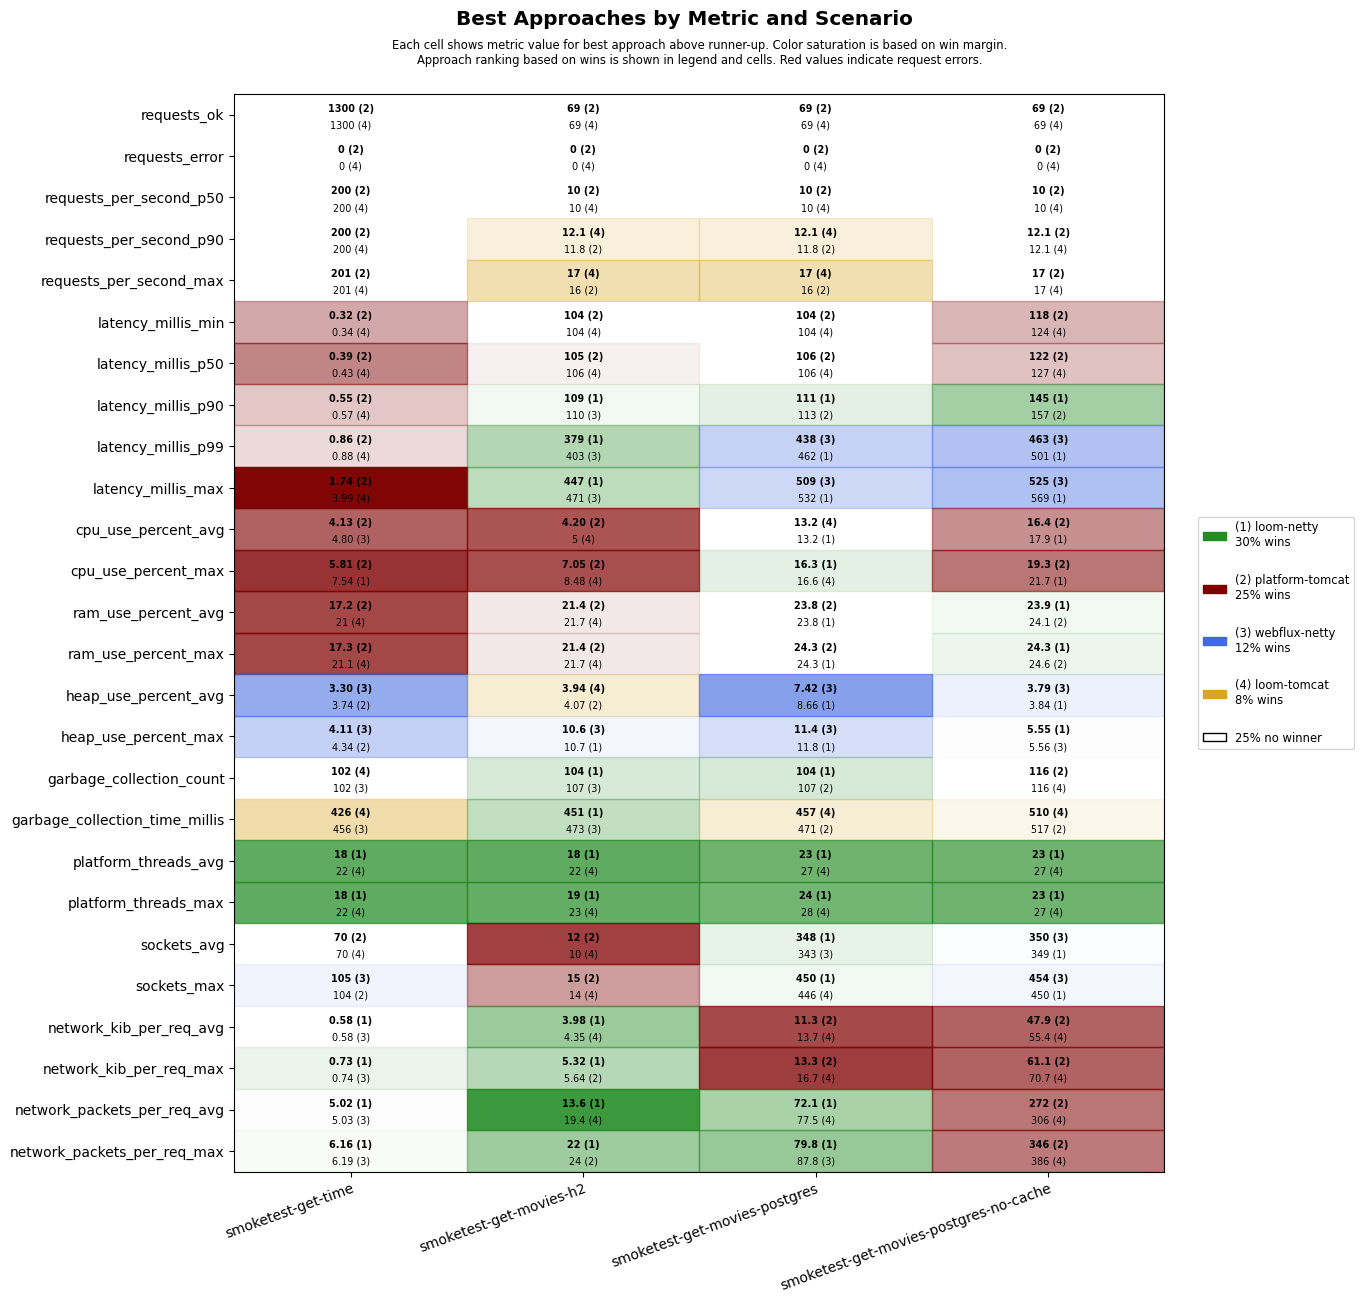 Best Approaches by Metric and Scenario
Each cell shows metric value for best approach above runner-up. Color saturation is based on win margin.
Approach ranking based on wins is shown in legend and cells. Red values indicate request errors.
requests_ok
1300 (2) 69 (2) 69 (2) 69 (2)
1300 (4) 69 (4) 69 (4) 69 (4)
requests_error
0 (2) 0 (2) 0 (2) 0 (2)
0 (4) 0 (4) 0 (4) 0 (4)
requests_per_second_p50
200 (2) 10 (2) 10 (2) 10 (2)
200 (4) 10 (4) 10 (4) 10 (4)
requests_per_second_p90
200 (2) 12.1 (4) 12.1 (4) 12.1 (2)
200 (4) 11.8 (2) 11.8 (2) 12.1 (4)
requests_per_second_max
201 (2) 17 (4) 17 (4) 17 (2)
201 (4) 16 (2) 16 (2) 17 (4)
latency_millis_min
0.32 (2) 104 (2) 104 (2) 118 (2)
0.34 (4) 104 (4) 104 (4) 124 (4)
latency_millis_p50
0.39 (2) 105 (2) 106 (2) 122 (2)
0.43 (4) 106 (4) 106 (4) 127 (4)
latency_millis_p90
0.55 (2) 109 (1) 111 (1) 145 (1)
0.57 (4) 110 (3) 113 (2) 157 (2)
latency_millis_p99
0.86 (2) 379 (1) 438 (3) 463 (3)
0.88 (4) 403 (3) 462 (1) 501 (1)
latency_millis_max
1.74 (2) 447 (1) 509 (3) 525 (3)
3.99 (4) 471 (3) 532 (1) 569 (1)
cpu_use_percent_avg
4.13 (2) 4.20 (2) 13.2 (4) 16.4 (2)
4.80 (3) 5 (4) 13.2 (1) 17.9 (1)
cpu_use_percent_max
5.81 (2) 7.05 (2) 16.3 (1) 19.3 (2)
7.54 (1) 8.48 (4) 16.6 (4) 21.7 (1)
ram_use_percent_avg
17.2 (2) 21.4 (2) 23.8 (2) 23.9 (1)
21 (4) 21.7 (4) 23.8 (1) 24.1 (2)
ram_use_percent_max
17.3 (2) 21.4 (2) 24.3 (2) 24.3 (1)
21.1 (4) 21.7 (4) 24.3 (1) 24.6 (2)
heap_use_percent_avg
3.30 (3) 3.94 (4) 7.42 (3) 3.79 (3)
3.74 (2) 4.07 (2) 8.66 (1) 3.84 (1)
heap_use_percent_max
4.11 (3) 10.6 (3) 11.4 (3) 5.55 (1)
4.34 (2) 10.7 (1) 11.8 (1) 5.56 (3)
garbage_collection_count
102 (4) 104 (1) 104 (1) 116 (2)
102 (3) 107 (3) 107 (2) 116 (4)
garbage_collection_time_millis
426 (4) 451 (1) 457 (4) 510 (4)
456 (3) 473 (3) 471 (2) 517 (2)
platform_threads_avg
18 (1) 18 (1) 23 (1) 23 (1)
22 (4) 22 (4) 27 (4) 27 (4)
platform_threads_max
18 (1) 19 (1) 24 (1) 23 (1)
22 (4) 23 (4) 28 (4) 27 (4)
sockets_avg
70 (2) 12 (2) 348 (1) 350 (3)
70 (4) 10 (4) 343 (3) 349 (1)
sockets_max
105 (3) 15 (2) 450 (1) 454 (3)
104 (2) 14 (4) 446 (4) 450 (1)
network_kib_per_req_avg
0.58 (1) 3.98 (1) 11.3 (2) 47.9 (2)
0.58 (3) 4.35 (4) 13.7 (4) 55.4 (4)
network_kib_per_req_max
0.73 (1) 5.32 (1) 13.3 (2) 61.1 (2)
0.74 (3) 5.64 (2) 16.7 (4) 70.7 (4)
network_packets_per_req_avg
5.02 (1) 13.6 (1) 72.1 (1) 272 (2)
5.03 (3) 19.4 (4) 77.5 (4) 306 (4)
network_packets_per_req_max
6.16 (1) 22 (1) 79.8 (1) 346 (2)
6.19 (3) 24 (2) 87.8 (3) 386 (4)
smoketest-get-time
smoketest-get-movies-h2
smoketest-get-movies-postgres
smoketest-get-movies-postgres-no-cache
(1) loom-netty
30% wins
(2) platform-tomcat
25% wins
(3) webflux-netty
12% wins
(4) loom-tomcat
8% wins
25% no winner